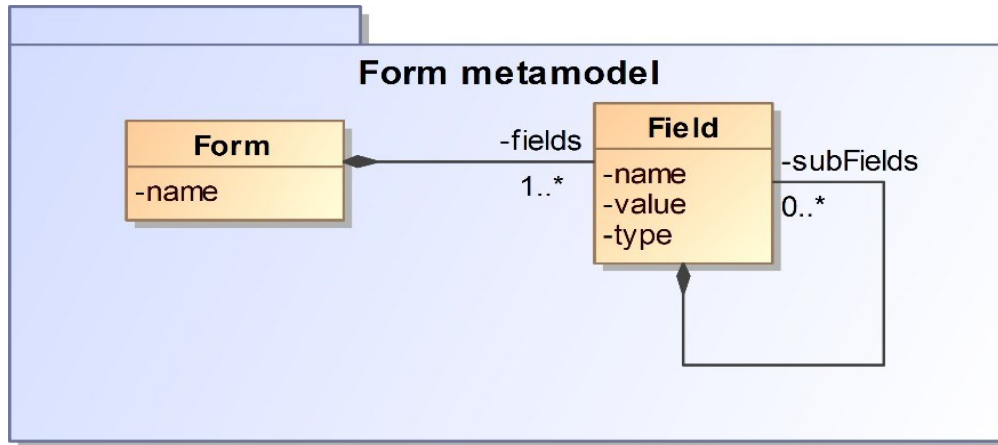 Form metamodel
Form
-name
-fields
1..*
Field
-name
-value
-type
-subFields
0..*